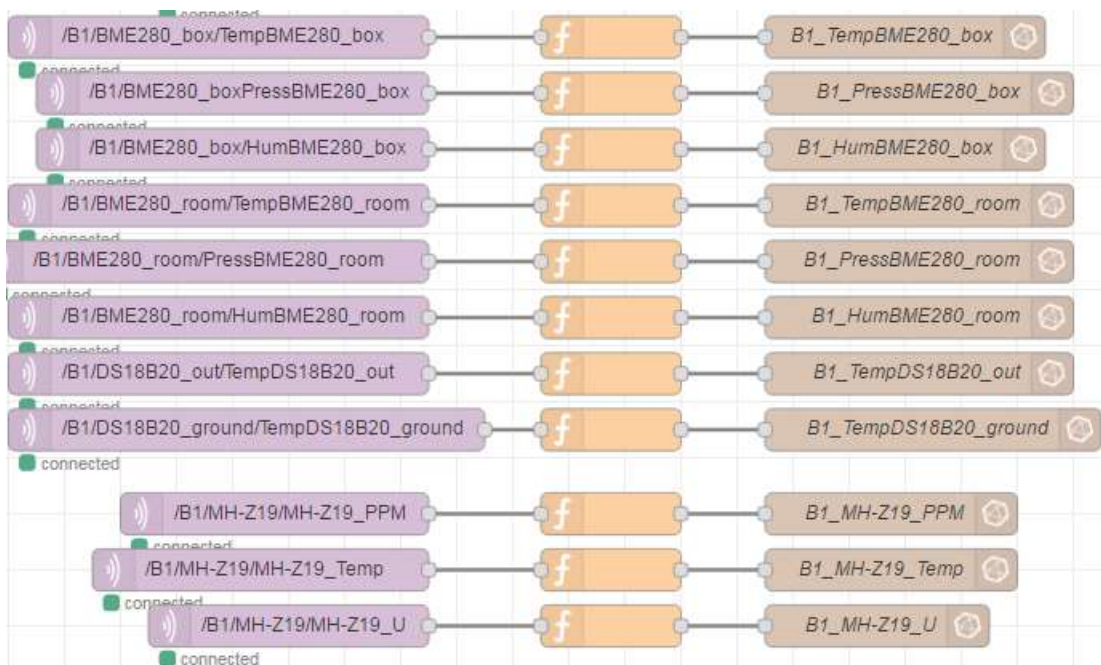 connected
/B1/BME280_box/TempBME280_box B1_TempBME280_box
connected
/B1/BME280_boxPressBME280_box B1_PressBME280_box
connected
/B1/BME280_box/HumBME280_box B1_HumBME280_box
connected
/B1/BME280_room/TempBME280_room B1_TempBME280_room
connected
/B1/BME280_room/PressBME280_room B1_PressBME280_room
connected
/B1/BME280_room/HumBME280_room B1_HumBME280_room
connected
/B1/DS18B20_out/TempDS18B20_out B1_TempDS18B20_out
connected
/B1/DS18B20_ground/TempDS18B20_ground B1_TempDS18B20_ground
connected
/B1/MH-Z19/MH-Z19_PPM B1_MH-Z19_PPM
connected
/B1/MH-Z19/MH-Z19_Temp B1_MH-Z19_Temp
connected
/B1/MH-Z19/MH-Z19_U B1_MH-Z19_U
connected